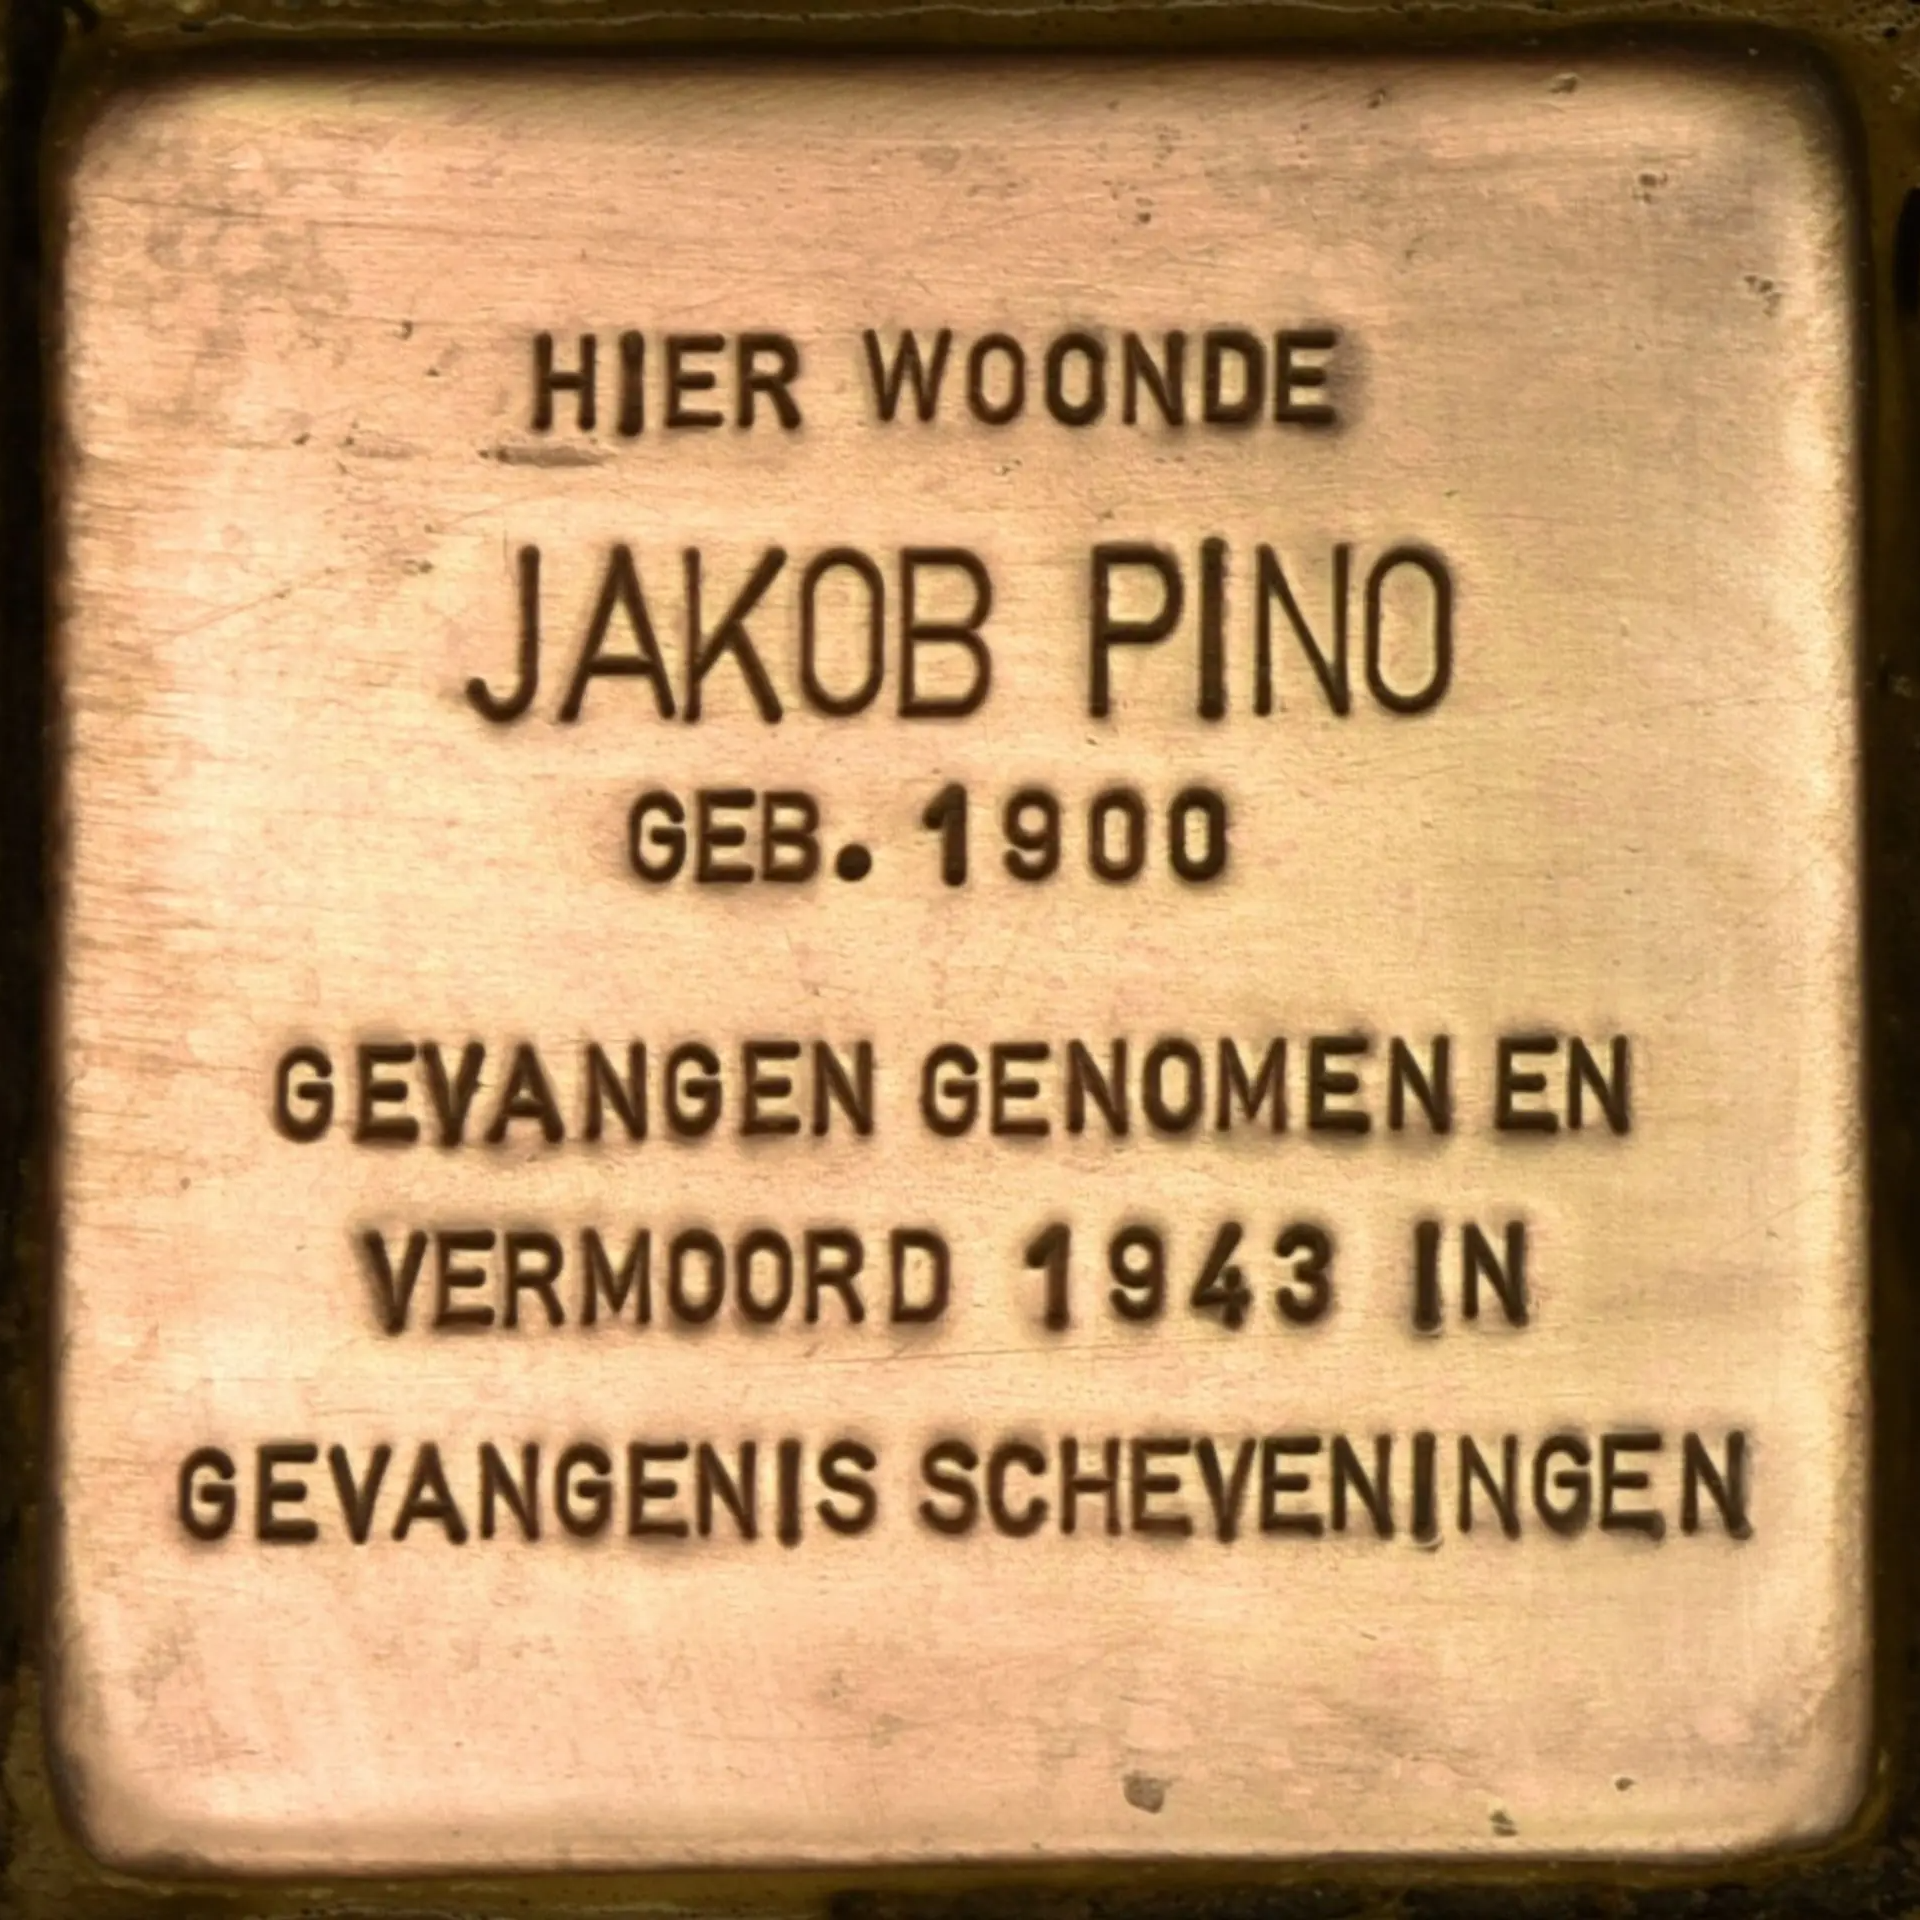 HIER WOONDE
JAKOB PINO
GEB. 1900
GEVANGEN GENOMEN EN
VERMOORD 1943 IN
GEVANGENIS SCHEVENINGEN